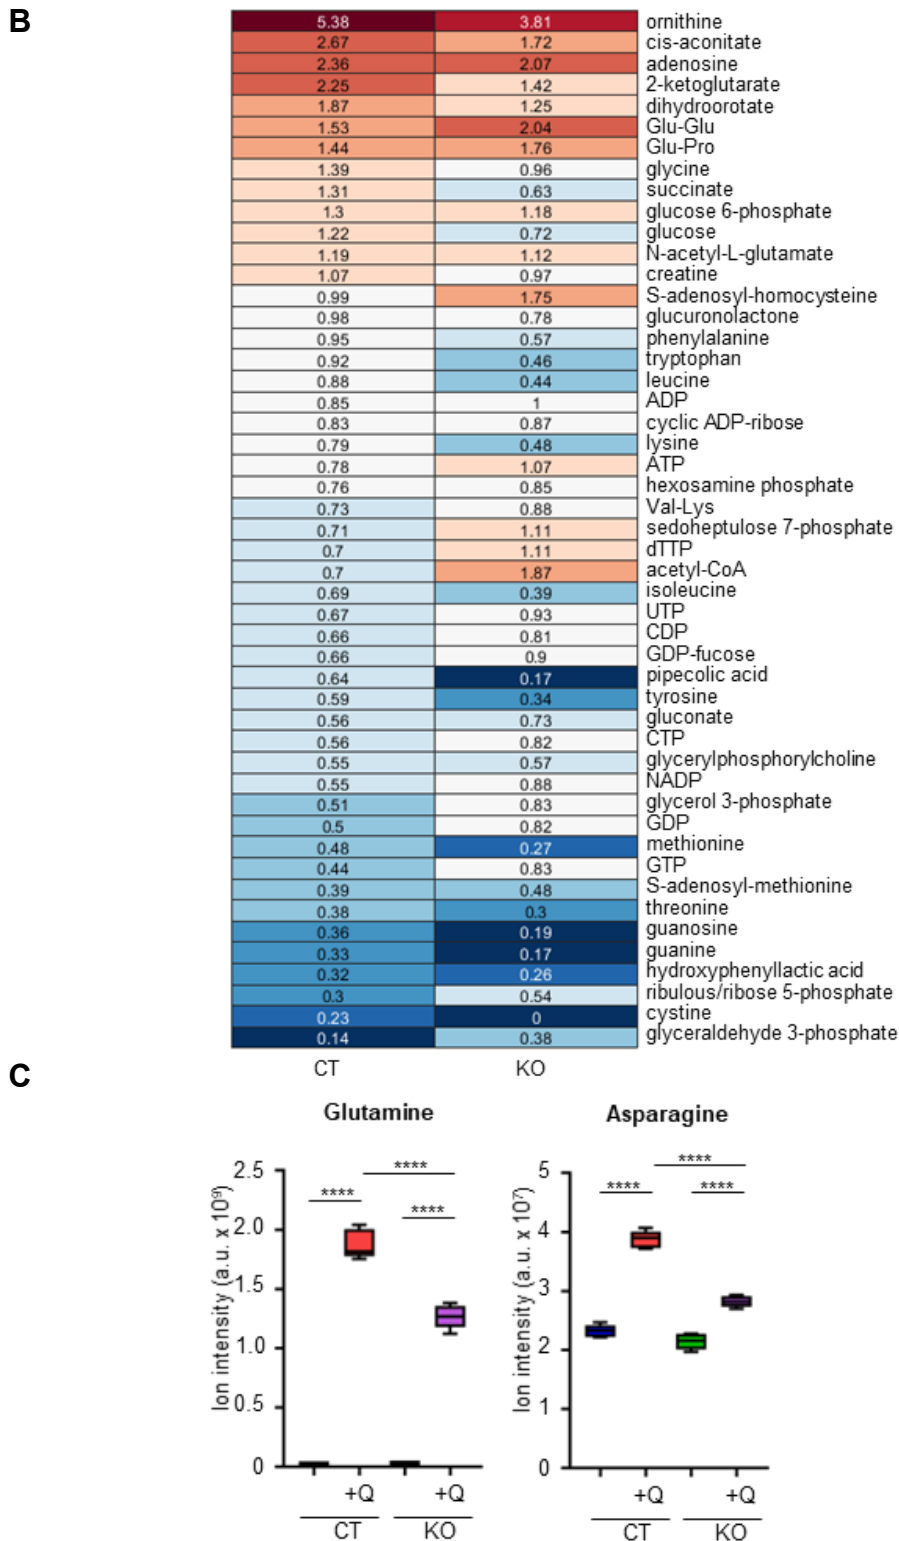 B
5.38 3.81 ornithine
2.67 1.72 cis-aconitate
2.36 2.07 adenosine
2.25 1.42 2-ketoglutarate
1.87 1.25 dihydroorotate
1.53 2.04 Glu-Glu
1.44 1.76 Glu-Pro
1.39 0.96 glycine
1.31 0.63 succinate
1.3 1.18 glucose 6-phosphate
1.22 0.72 glucose
1.19 1.12 N-acetyl-L-glutamate
1.07 0.97 creatine
0.99 1.75 S-adenosyl-homocysteine
0.98 0.78 glucuronolactone
0.95 0.57 phenylalanine
0.92 0.46 tryptophan
0.88 0.44 leucine
0.85 1 ADP
0.83 0.87 cyclic ADP-ribose
0.79 0.48 lysine
0.78 1.07 ATP
0.76 0.85 hexosamine phosphate
0.73 0.88 Val-Lys
0.71 1.11 sedoheptulose 7-phosphate
0.7 1.11 dTTP
0.7 1.87 acetyl-CoA
0.69 0.39 isoleucine
0.67 0.93 UTP
0.66 0.81 CDP
0.66 0.9 GDP-fucose
0.64 0.17 pipecolic acid
0.59 0.34 tyrosine
0.56 0.73 gluconate
0.56 0.82 CTP
0.55 0.57 glycerylphosphorylcholine
0.55 0.88 NADP
0.51 0.83 glycerol 3-phosphate
0.5 0.82 GDP
0.48 0.27 methionine
0.44 0.83 GTP
0.39 0.48 S-adenosyl-methionine
0.38 0.3 threonine
0.36 0.19 guanosine
0.33 0.17 guanine
0.32 0.26 hydroxyphenyllactic acid
0.3 0.54 ribulous/ribose 5-phosphate
0.23 0 cystine
0.14 0.38 glyceraldehyde 3-phosphate
CT KO
C
Glutamine
Ion intensity (a.u. x 10⁹)
2.5
2.0
1.5
1.0
0.5
0
****
****
****
+Q +Q
CT KO
Asparagine
Ion intensity (a.u. x 10⁷)
5
4
3
2
1
0
****
**** ****
+Q +Q
CT KO